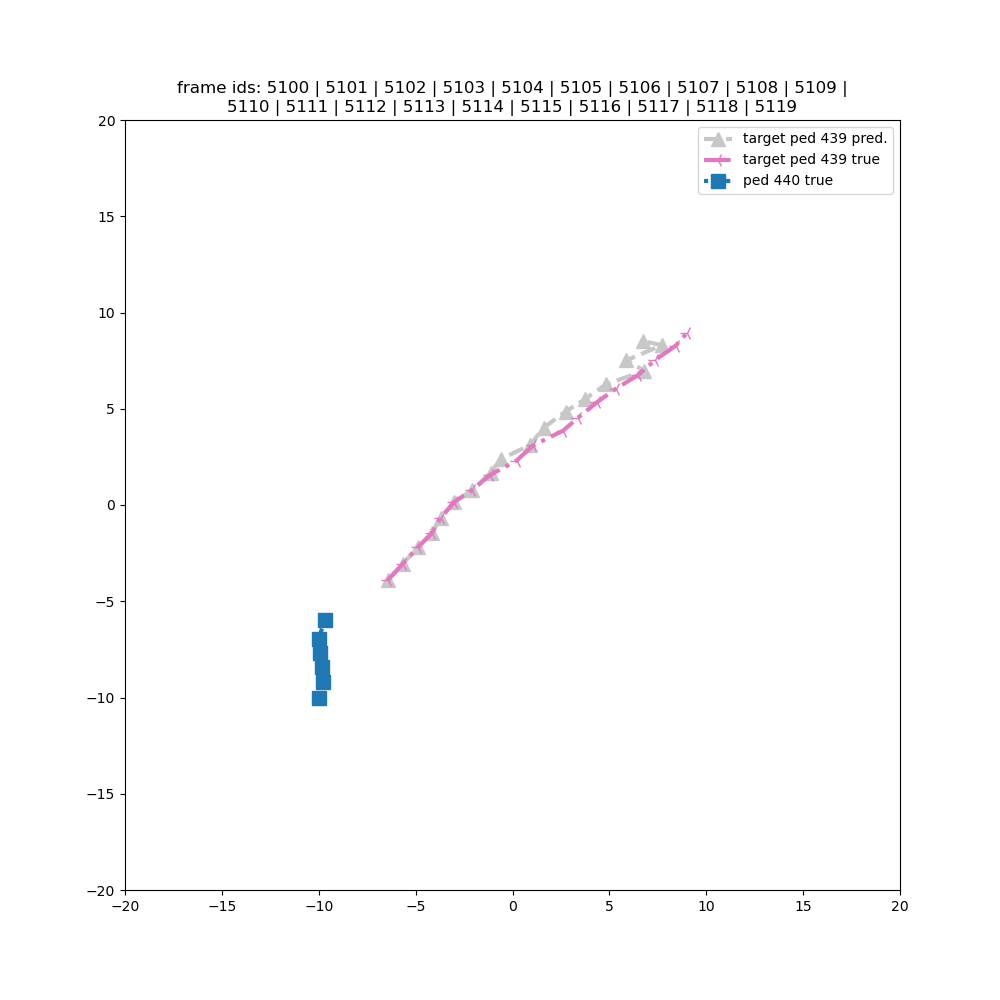 frame ids: 5100 | 5101 | 5102 | 5103 | 5104 | 5105 | 5106 | 5107 | 5108 | 5109 |
5110 | 5111 | 5112 | 5113 | 5114 | 5115 | 5116 | 5117 | 5118 | 5119
target ped 439 pred.
target ped 439 true
ped 440 true
20
15
10
5
0
−5
−10
−15
−20
−20 −15 −10 −5 0 5 10 15 20